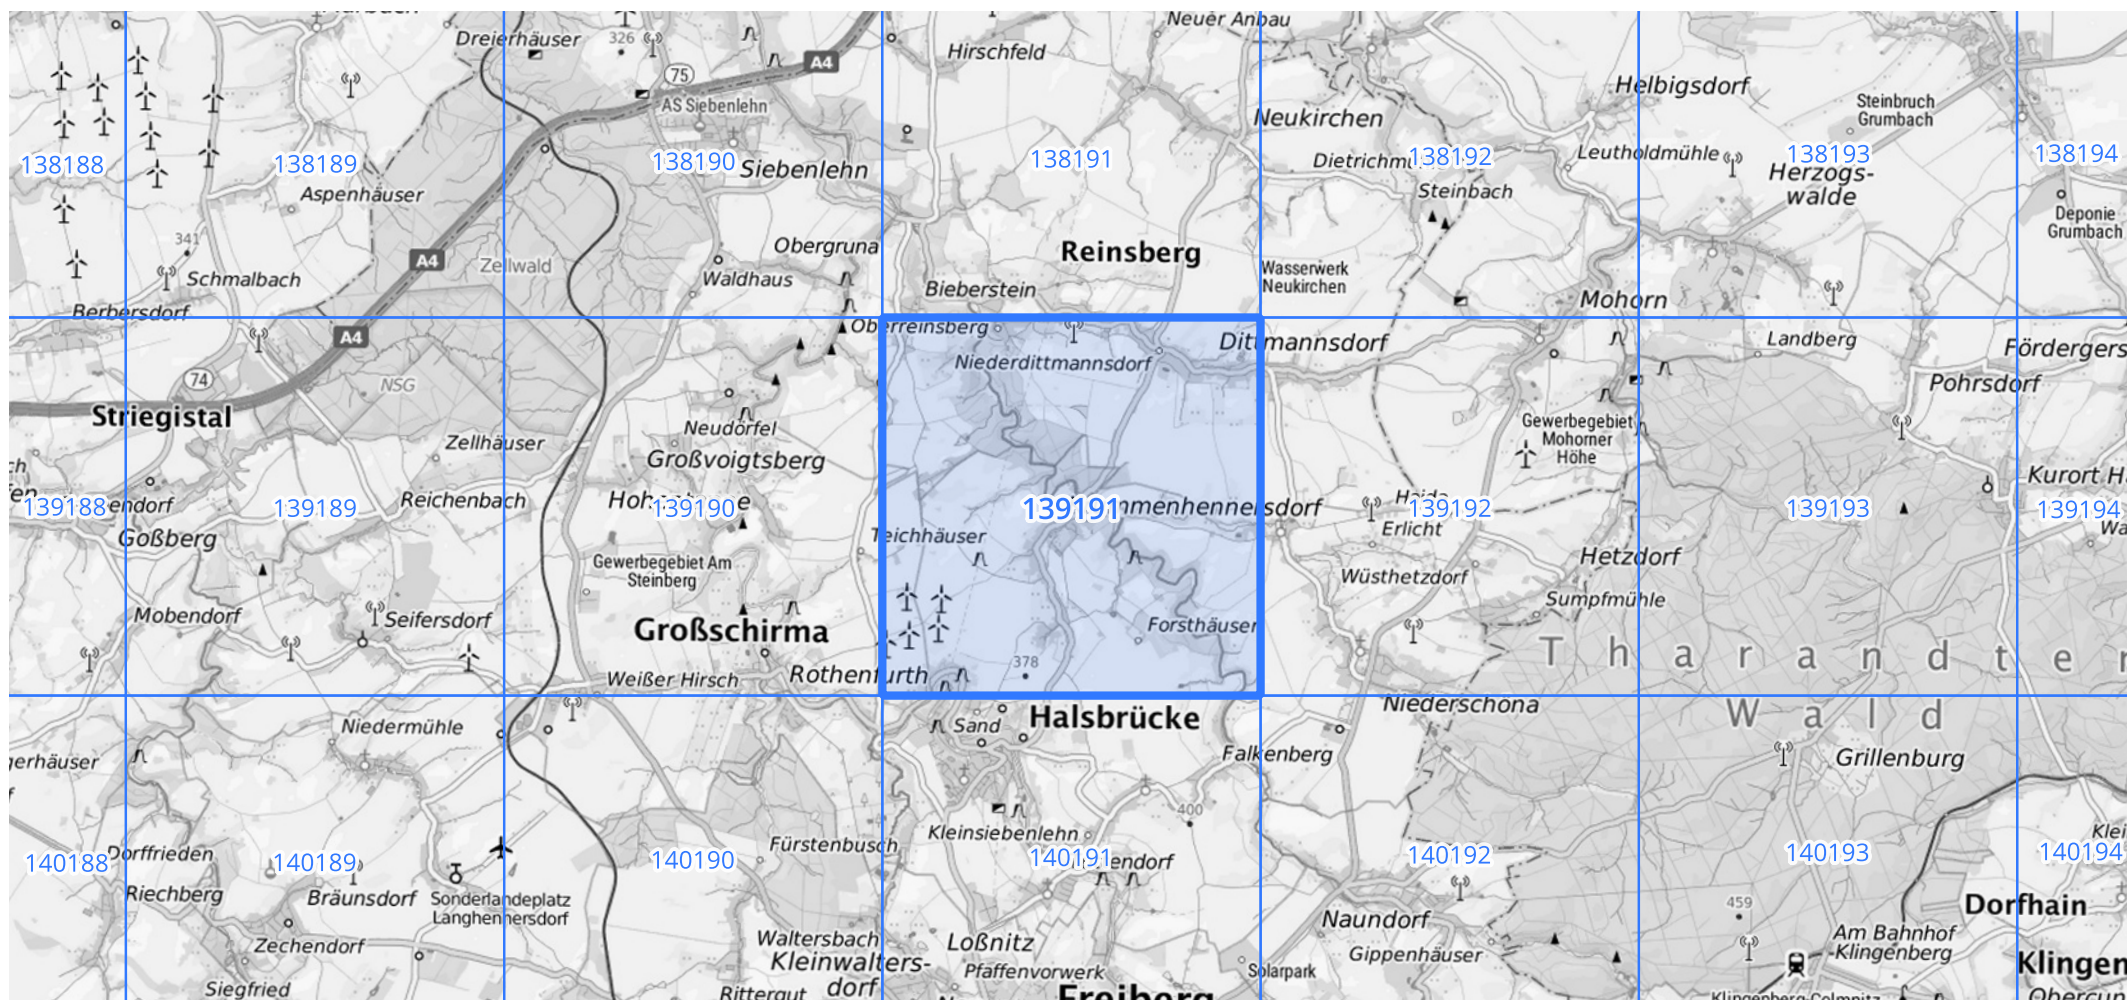 Dreierhäuser
326
75
A4
Neuer Anbau
Hirschfeld
Helbigsdorf
AS Siebenlehn
Steinbruch
Grumbach
Neukirchen
138188
138189
138190
Siebenlehn
138191
138192
Leutholdmühle
138193
138194
Aspenhäuser
Steinbach
Herzogs-
walde
Deponie
Grumbach
341
Obergruna
Reinsberg
A4
Zellwald
Schmalbach
Waldhaus
Wasserwerk
Neukirchen
Bieberstein
Mohorn
Berbersdorf
A4
Oberreinsberg
Dittmannsdorf
Landberg
Niederdittmannsdorf
74
NSG
Pohrsdorf
Striegistal
Neudörfel
Gewerbegebiet
Mohorner
Höhe
Zellhäuser
Großvoigtsberg
Kurort
Reichenbach
139188
139189
139190
139191
139192
139193
139194
Erlicht
Goßberg
Teichhäuser
Gewerbegebiet Am
Steinberg
Hetzdorf
Wüsthetzdorf
Sumpfmühle
Mobendorf
Seifersdorf
Großschirma
Forsthäuser
Tharandter
378
Weißer Hirsch
Rothenfurth
Niederschona
Wald
Niedermühle
Sand
Halsbrücke
Falkenberg
Grillenburg
400
Kleinsiebenlehn
Fürstenbusch
140188
Dorffrieden
140189
140190
140191
140192
140193
140194
Riechberg
Bräunsdorf
Sonderlandeplatz
Langhennersdorf
459
Dorfhain
Naundorf
Zechendorf
Waltersbach
Kleinwalters-
dorf
Loßnitz
Gippenhäuser
Am Bahnhof
Klingenberg
Pfaffenvorwerk
Solarpark
Siegfried
Rittergut
Freiberg
Klingenberg-Colmnitz